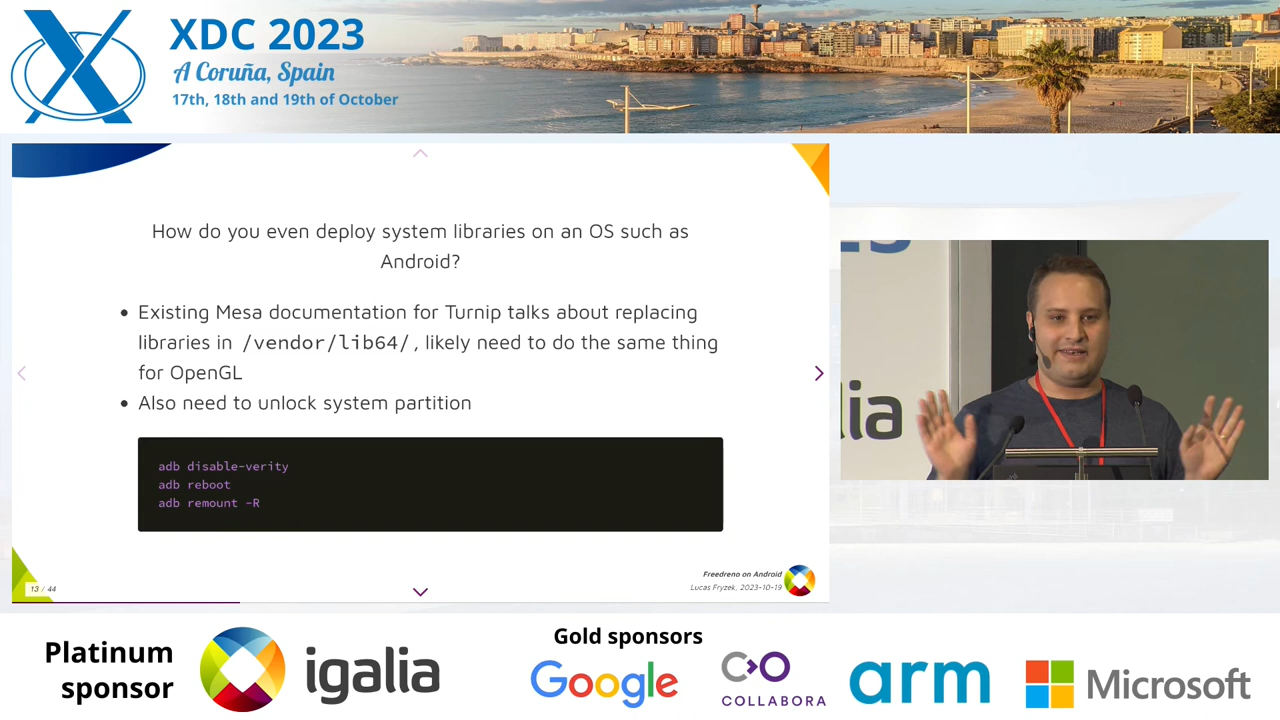 XDC 2023
A Coruña, Spain
17th, 18th and 19th of October
How do you even deploy system libraries on an OS such as
Android?
Existing Mesa documentation for Turnip talks about replacing
libraries in /vendor/lib64/, likely need to do the same thing
for OpenGL
Also need to unlock system partition
adb disable-verity
adb reboot
adb remount -R
13 / 44
Freedreno on Android
Lucas Fryzek, 2023-10-19
lia
Platinum
sponsor
igalia
Gold sponsors
Google
COLLABORA
arm
Microsoft